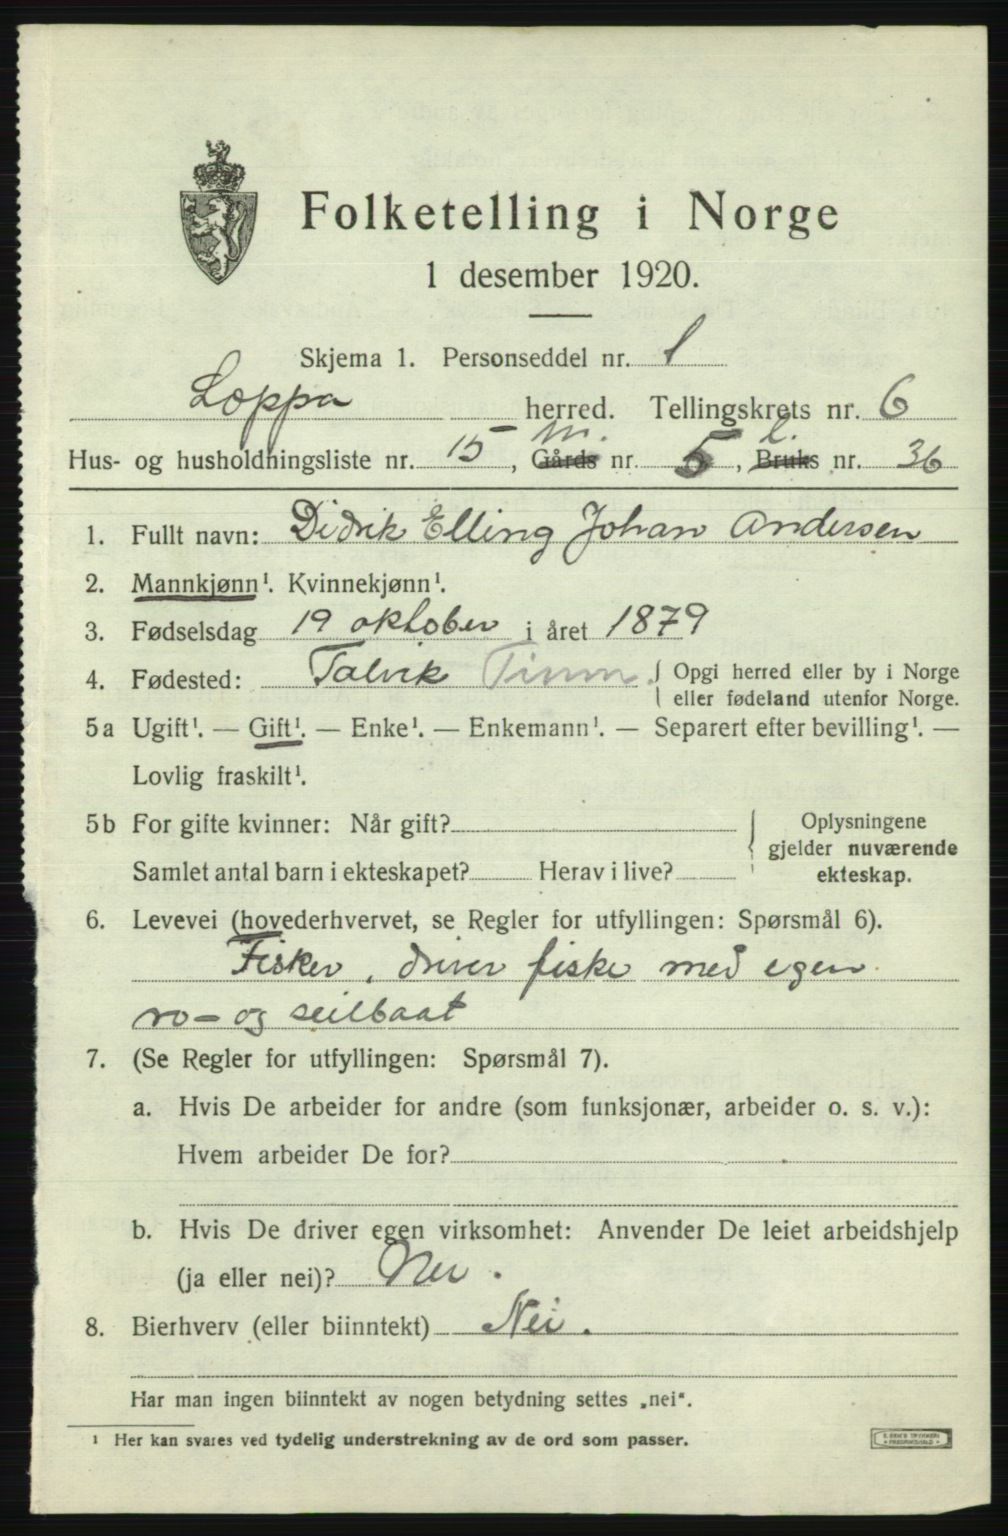 Folketelling i Norge
1 desember 1920.
Skjema 1. Personseddel nr. 1
Loppa herred. Tellingskrets nr. 6
m. l.
Hus- og husholdningsliste nr. 15, Gårds nr. 5, Bruks nr. 36
1. Fullt navn: Didrik Elling Johan Andersen
2. Mannkjønn¹. Kvinnekjønn¹.
3. Fødselsdag 19 oktober i året 1879
4. Fødested: Talvik Finnm. { Opgi herred eller by i Norge
eller fødeland utenfor Norge.
5a Ugift¹. — Gift¹. — Enke¹. — Enkemann¹. — Separert efter bevilling¹. —
Lovlig fraskilt¹.
5b For gifte kvinner: Når gift? { Oplysningene
gjelder nuværende
Samlet antal barn i ekteskapet? Herav i live? ekteskap.
6. Levevei (hovederhvervet, se Regler for utfyllingen: Spørsmål 6).
Fisker, driver fiske med egen
ro- og seilbaat
7. (Se Regler for utfyllingen: Spørsmål 7).
a. Hvis De arbeider for andre (som funksjonær, arbeider o. s. v.):
Hvem arbeider De for?
b. Hvis De driver egen virksomhet: Anvender De leiet arbeidshjelp
(ja eller nei)? Nei.
8. Bierhverv (eller biinntekt) Nei.
Har man ingen biinntekt av nogen betydning settes „nei“.
¹ Her kan svares ved tydelig understrekning av de ord som passer.